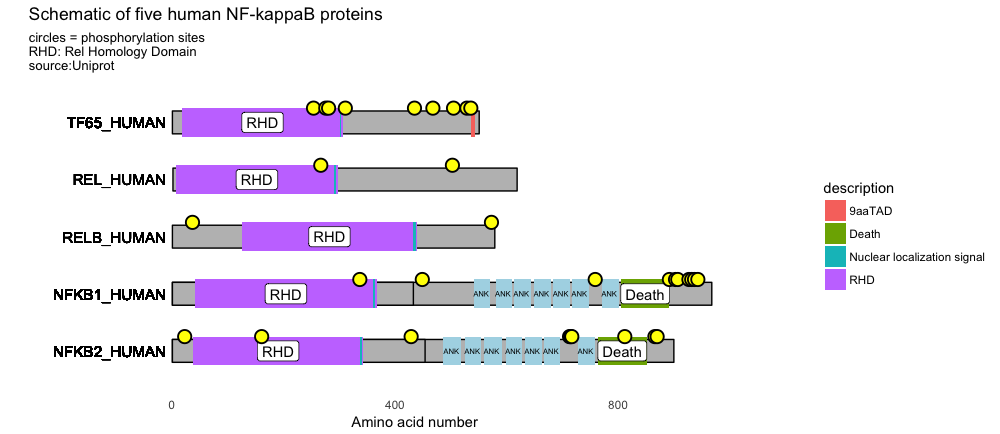 Schematic of five human NF-kappaB proteins
circles = phosphorylation sites
RHD: Rel Homology Domain
source:Uniprot
TF65_HUMAN RHD
REL_HUMAN RHD
RELB_HUMAN RHD
NFKB1_HUMAN RHD ANK ANK ANK ANK ANK ANK ANK Death
NFKB2_HUMAN RHD ANK ANK ANK ANK ANK ANK ANK Death
0 400 800
Amino acid number
description
9aaTAD
Death
Nuclear localization signal
RHD